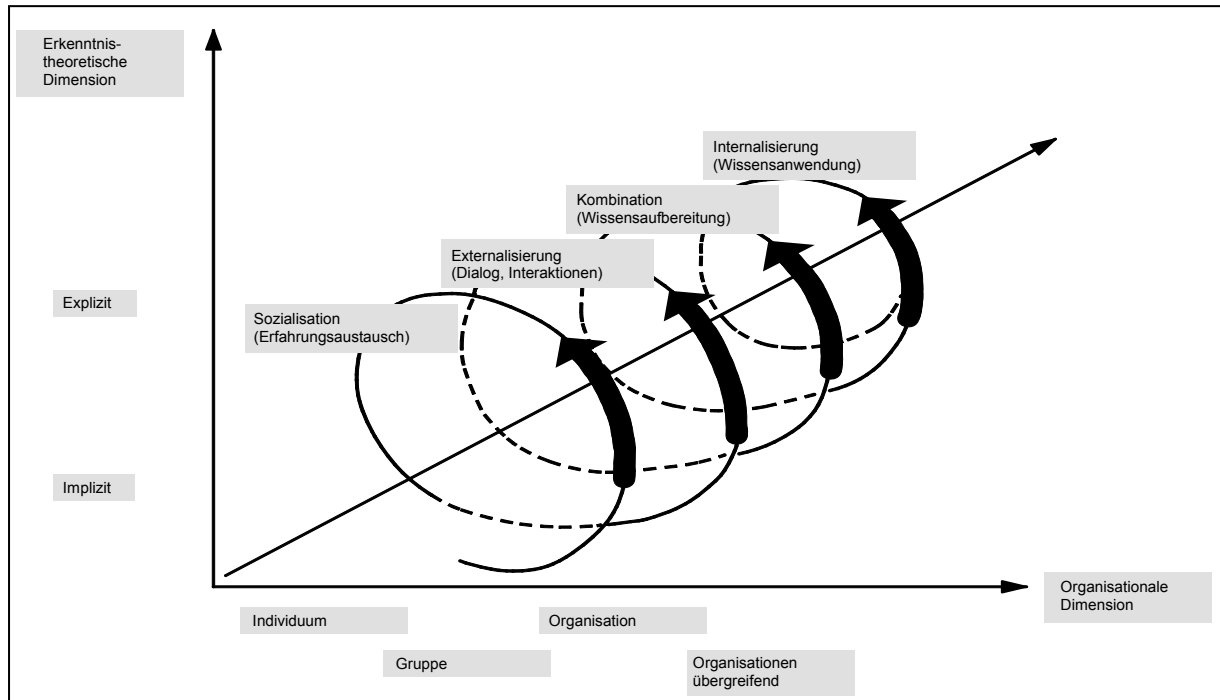 Erkenntnis-
theoretische
Dimension
Internalisierung
(Wissensanwendung)
Kombination
(Wissensaufbereitung)
Externalisierung
(Dialog, Interaktionen)
Explizit
Sozialisation
(Erfahrungsaustausch)
Implizit
Organisationale
Dimension
Individuum
Organisation
Gruppe
Organisationen
übergreifend